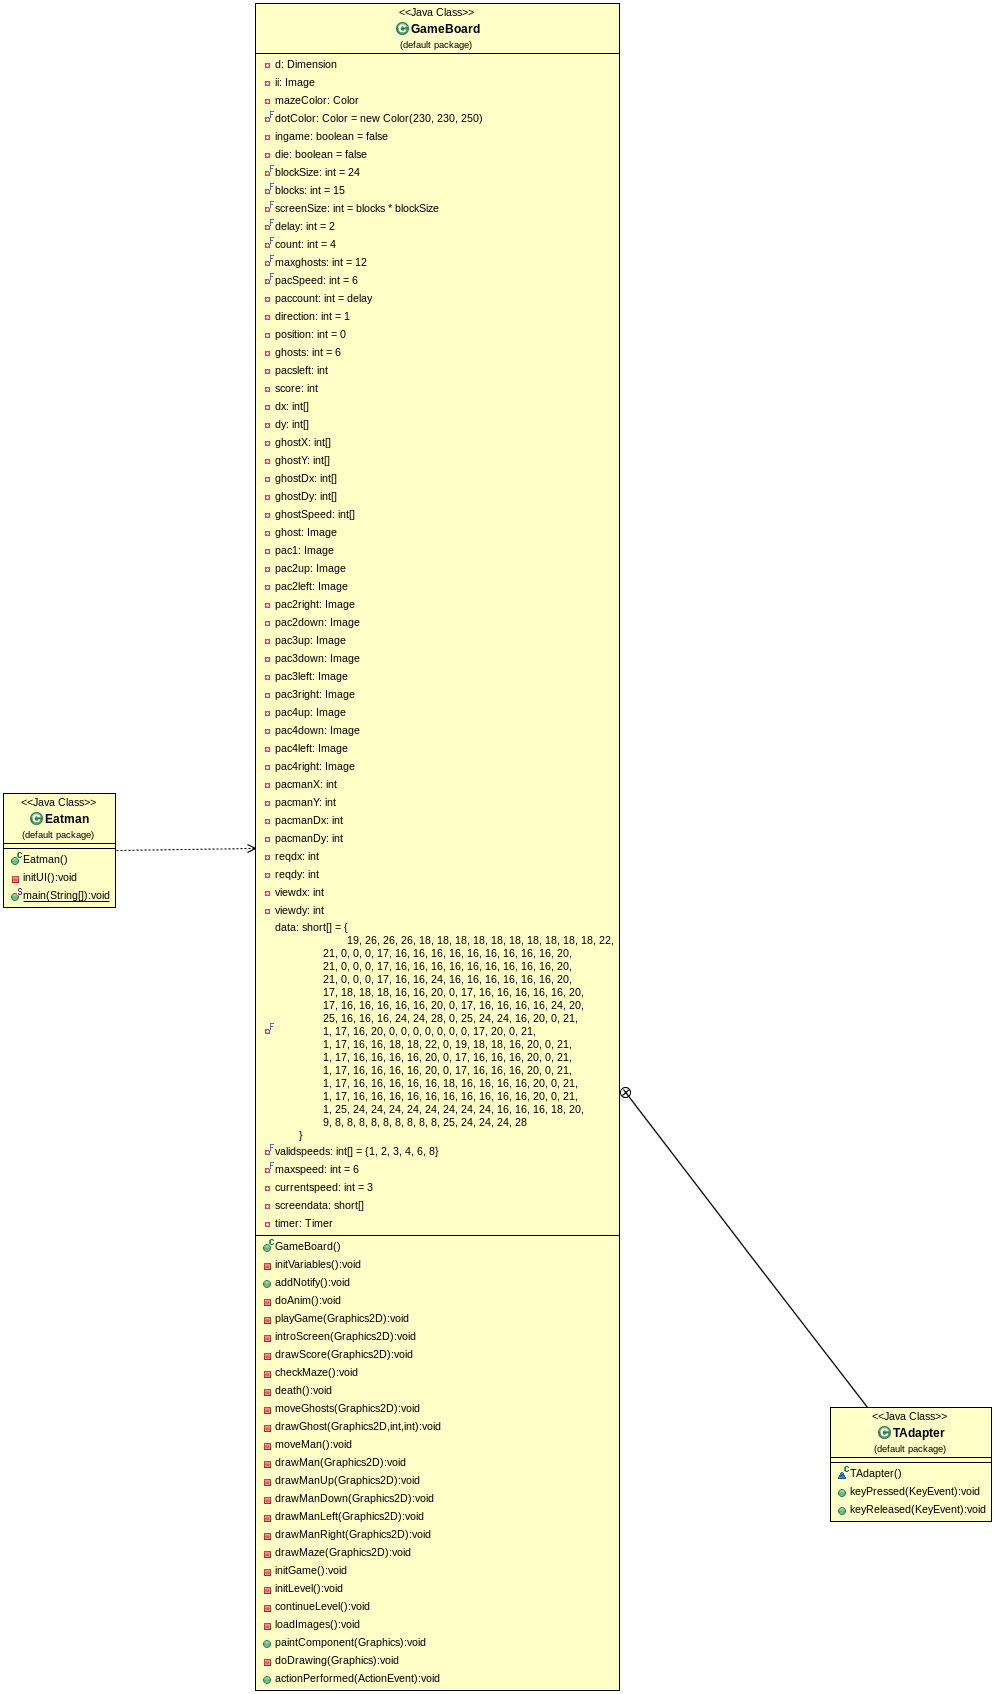 <<Java Class>>
GameBoard
(default package)
d: Dimension
ii: Image
mazeColor: Color
dotColor: Color = new Color(230, 230, 250)
ingame: boolean = false
die: boolean = false
blockSize: int = 24
blocks: int = 15
screenSize: int = blocks * blockSize
delay: int = 2
count: int = 4
maxghosts: int = 12
pacSpeed: int = 6
paccount: int = delay
direction: int = 1
position: int = 0
ghosts: int = 6
pacsleft: int
score: int
dx: int[]
dy: int[]
ghostX: int[]
ghostY: int[]
ghostDx: int[]
ghostDy: int[]
ghostSpeed: int[]
ghost: Image
pac1: Image
pac2up: Image
pac2left: Image
pac2right: Image
pac2down: Image
pac3up: Image
pac3down: Image
pac3left: Image
pac3right: Image
pac4up: Image
pac4down: Image
pac4left: Image
pac4right: Image
pacmanX: int
pacmanY: int
pacmanDx: int
pacmanDy: int
reqdx: int
reqdy: int
viewdx: int
viewdy: int
data: short[] = {
19, 26, 26, 26, 18, 18, 18, 18, 18, 18, 18, 18, 18, 18, 22,
21, 0, 0, 0, 17, 16, 16, 16, 16, 16, 16, 16, 16, 16, 20,
21, 0, 0, 0, 17, 16, 16, 16, 16, 16, 16, 16, 16, 16, 20,
21, 0, 0, 0, 17, 16, 16, 24, 16, 16, 16, 16, 16, 16, 20,
17, 18, 18, 18, 16, 16, 20, 0, 17, 16, 16, 16, 16, 16, 20,
17, 16, 16, 16, 16, 16, 20, 0, 17, 16, 16, 16, 16, 24, 20,
25, 16, 16, 16, 24, 24, 28, 0, 25, 24, 24, 16, 20, 0, 21,
1, 17, 16, 20, 0, 0, 0, 0, 0, 0, 0, 17, 20, 0, 21,
1, 17, 16, 16, 18, 18, 22, 0, 19, 18, 18, 16, 20, 0, 21,
1, 17, 16, 16, 16, 16, 20, 0, 17, 16, 16, 16, 20, 0, 21,
1, 17, 16, 16, 16, 16, 20, 0, 17, 16, 16, 16, 20, 0, 21,
1, 17, 16, 16, 16, 16, 16, 18, 16, 16, 16, 16, 20, 0, 21,
1, 17, 16, 16, 16, 16, 16, 16, 16, 16, 16, 16, 20, 0, 21,
1, 25, 24, 24, 24, 24, 24, 24, 24, 24, 16, 16, 16, 18, 20,
9, 8, 8, 8, 8, 8, 8, 8, 8, 8, 25, 24, 24, 24, 28
}
validspeeds: int[] = {1, 2, 3, 4, 6, 8}
maxspeed: int = 6
currentspeed: int = 3
screendata: short[]
timer: Timer
GameBoard()
initVariables():void
addNotify():void
doAnim():void
playGame(Graphics2D):void
introScreen(Graphics2D):void
drawScore(Graphics2D):void
checkMaze():void
death():void
moveGhosts(Graphics2D):void
drawGhost(Graphics2D,int,int):void
moveMan():void
drawMan(Graphics2D):void
drawManUp(Graphics2D):void
drawManDown(Graphics2D):void
drawManLeft(Graphics2D):void
drawManRight(Graphics2D):void
drawMaze(Graphics2D):void
initGame():void
initLevel():void
continueLevel():void
loadImages():void
paintComponent(Graphics):void
doDrawing(Graphics):void
actionPerformed(ActionEvent):void
<<Java Class>>
Eatman
(default package)
Eatman()
initUI():void
main(String[]):void
<<Java Class>>
TAdapter
(default package)
TAdapter()
keyPressed(KeyEvent):void
keyReleased(KeyEvent):void